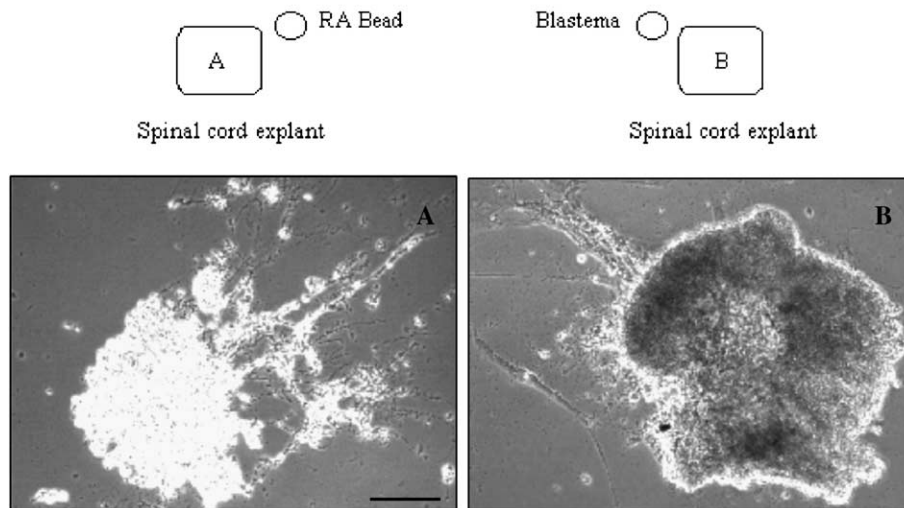 RA Bead
Blastema
A
B
Spinal cord explant
Spinal cord explant
A
B